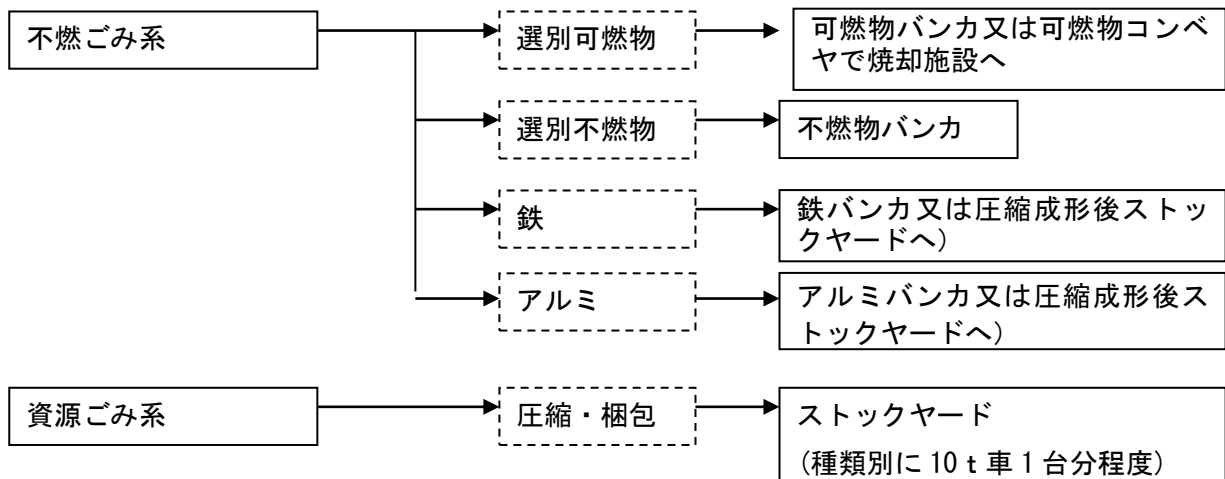 不燃ごみ系
選別可燃物
可燃物バンカ又は可燃物コンベ
ヤで焼却施設へ
選別不燃物
不燃物バンカ
鉄
鉄バンカ又は圧縮成形後ストッ
クヤードへ）
アルミ
アルミバンカ又は圧縮成形後ス
トックヤードへ）
資源ごみ系
圧縮・梱包
ストックヤード
(種類別に 10ｔ車 1 台分程度)